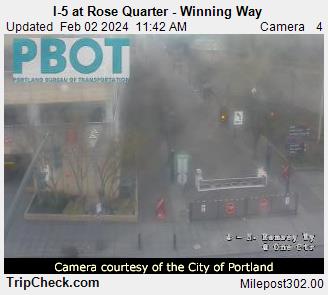 I-5 at Rose Quarter - Winning Way
Updated Feb 02 2024 11:42 AM Camera 4
PBOT
PORTLAND BUREAU OF TRANSPORTATION
Camera courtesy of the City of Portland
TripCheck.com Milepost302.00